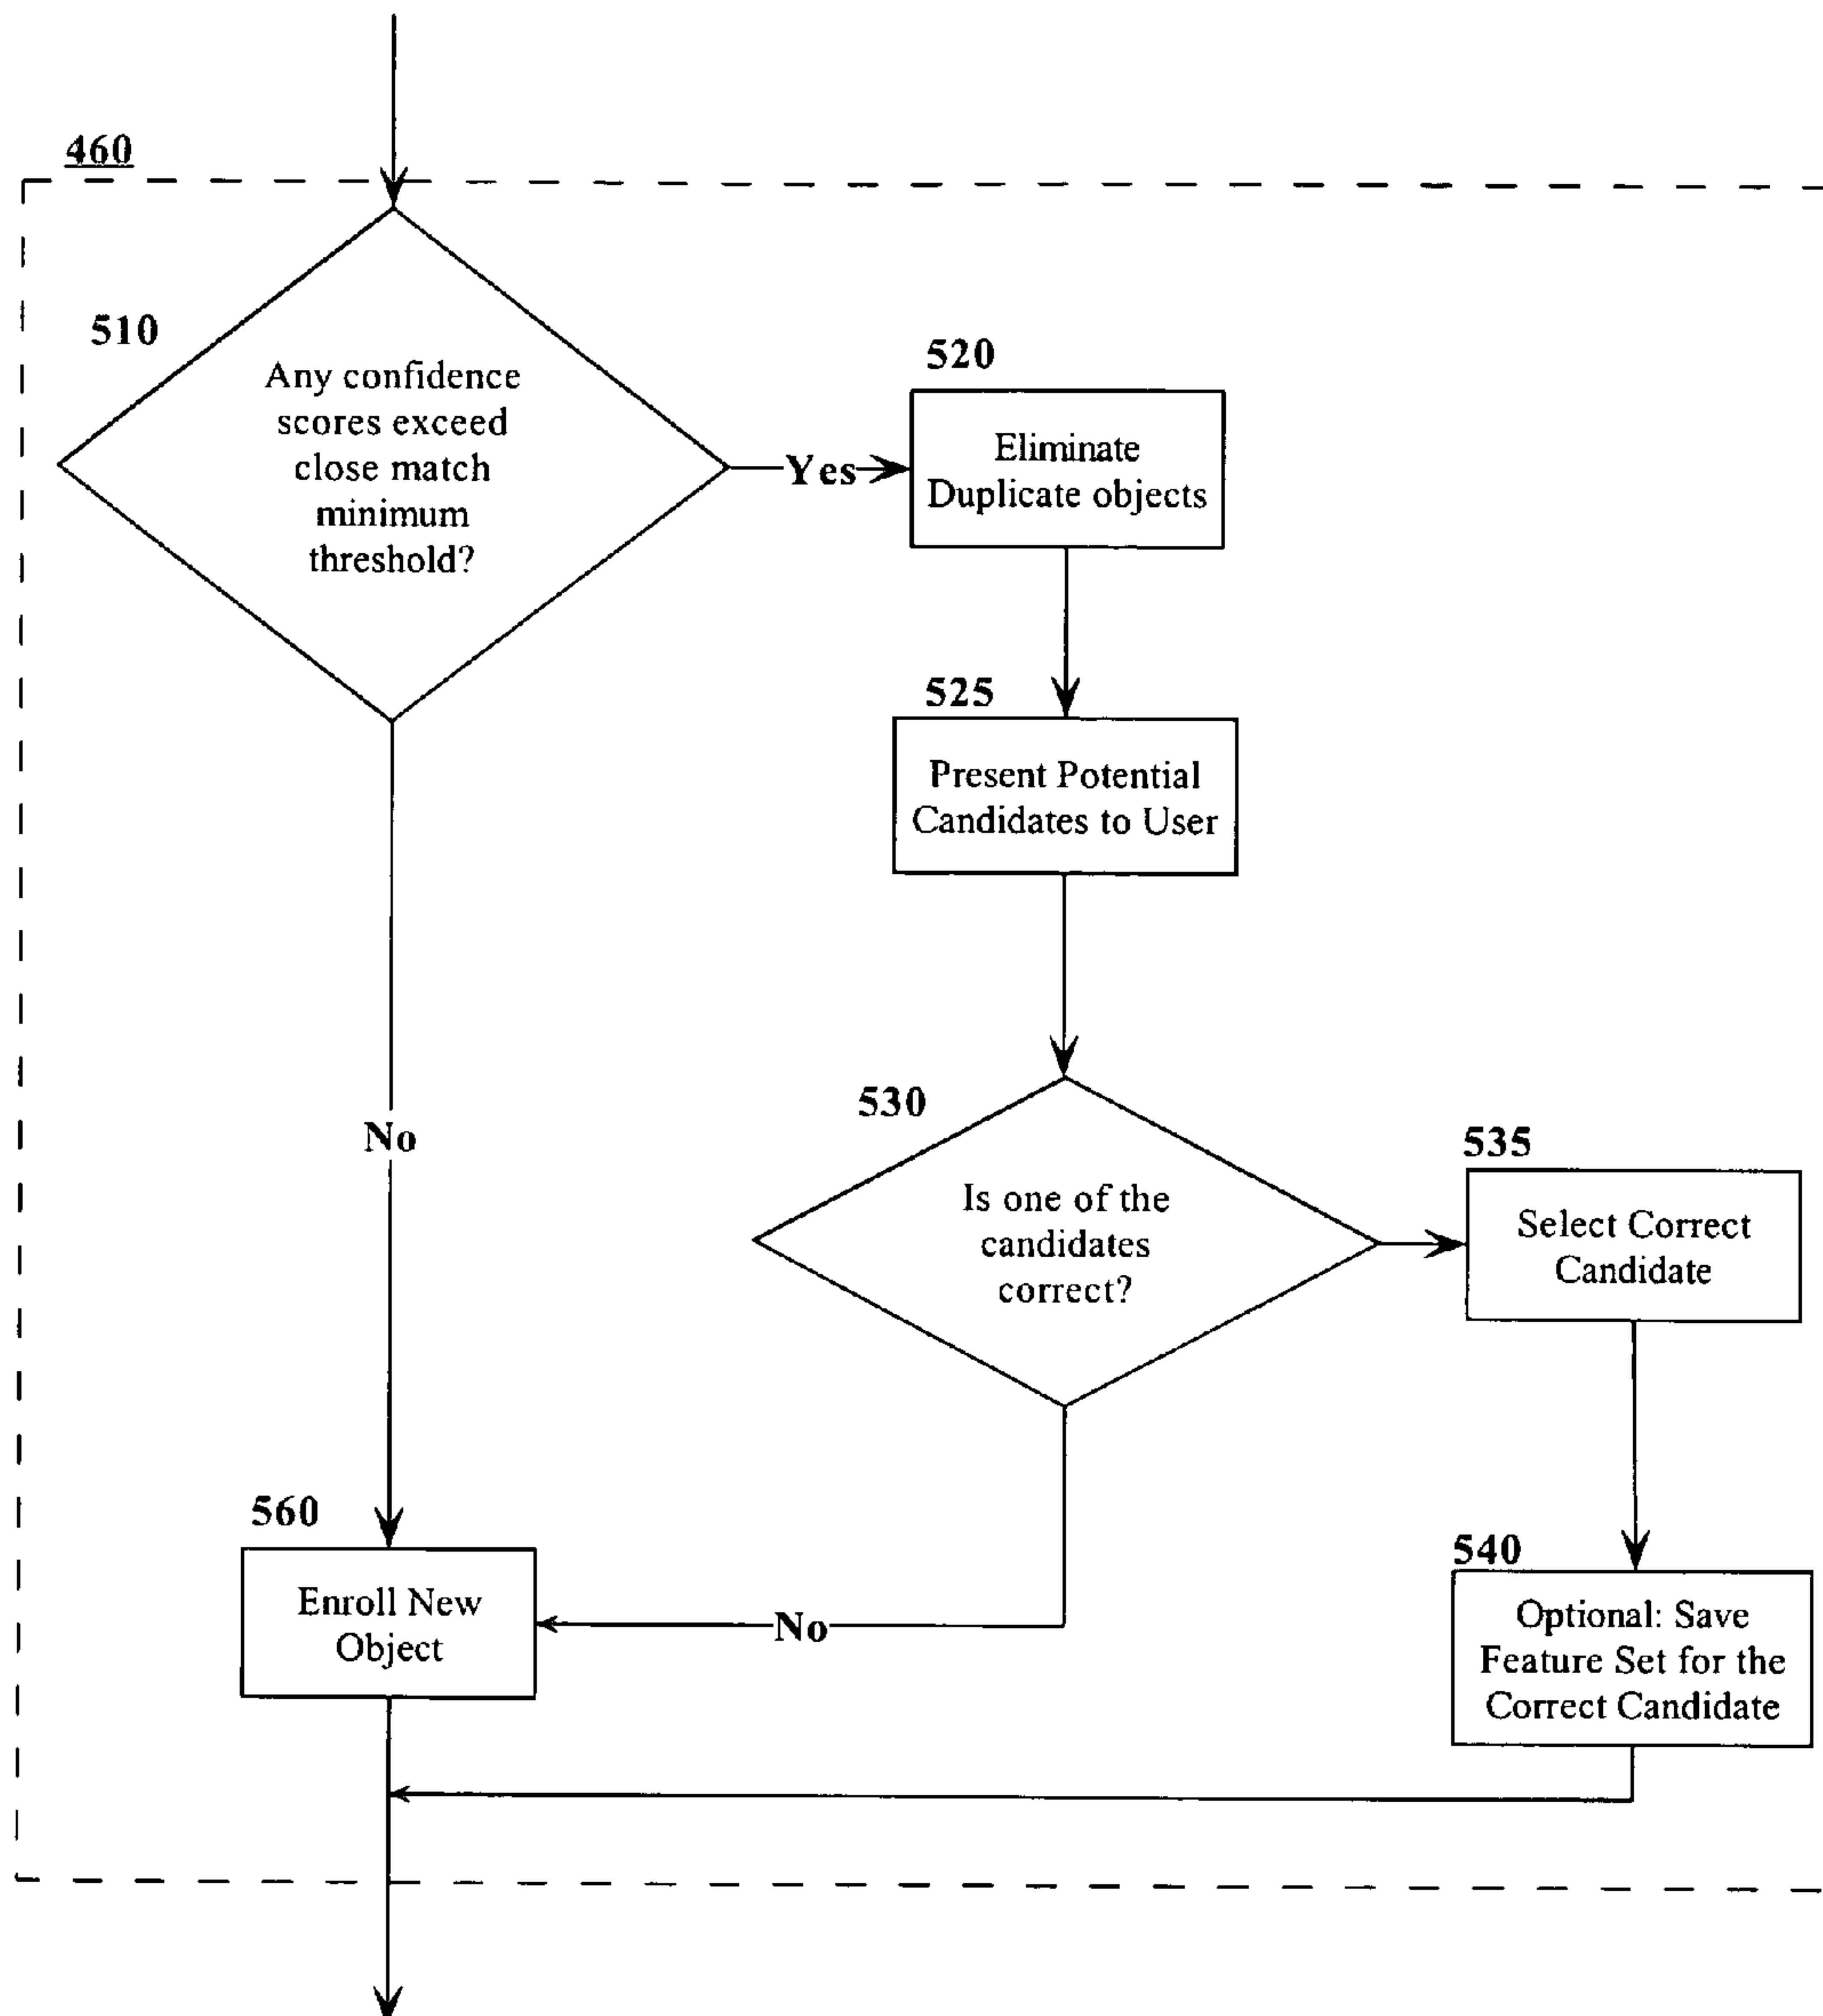 460
510
Any confidence
scores exceed
close match
minimum
threshold?
Yes
520
Eliminate
Duplicate objects
525
Present Potential
Candidates to User
No
530
Is one of the
candidates
correct?
535
Select Correct
Candidate
560
Enroll New
Object
No
540
Optional: Save
Feature Set for the
Correct Candidate